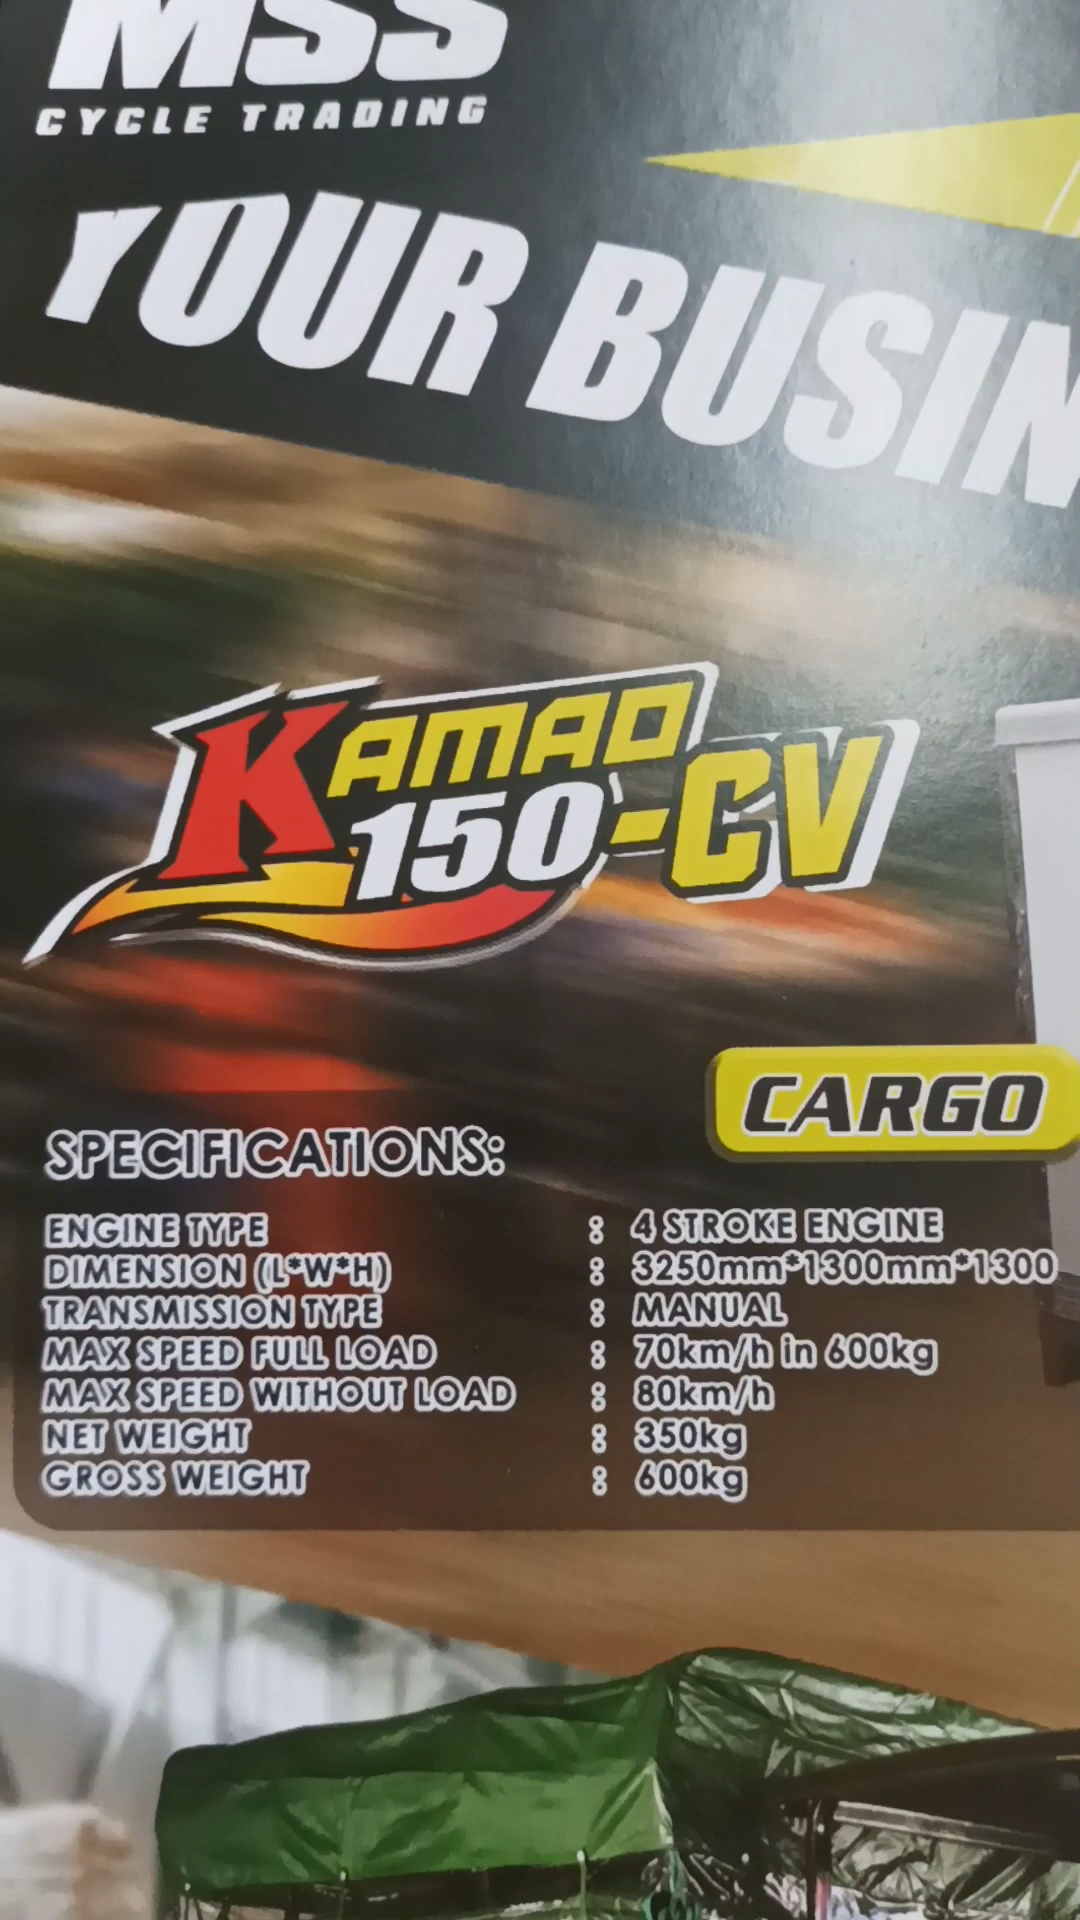 MSS
CYCLE TRADING
YOUR BUSIN
KAMAO
150-CV
CARGO
SPECIFICATIONS:
ENGINE TYPE : 4 STROKE ENGINE
DIMENSION (L*W*H) : 3250mm*1300mm*1300
TRANSMISSION TYPE : MANUAL
MAX SPEED FULL LOAD : 70km/h in 600kg
MAX SPEED WITHOUT LOAD : 80km/h
NET WEIGHT : 350kg
GROSS WEIGHT : 600kg